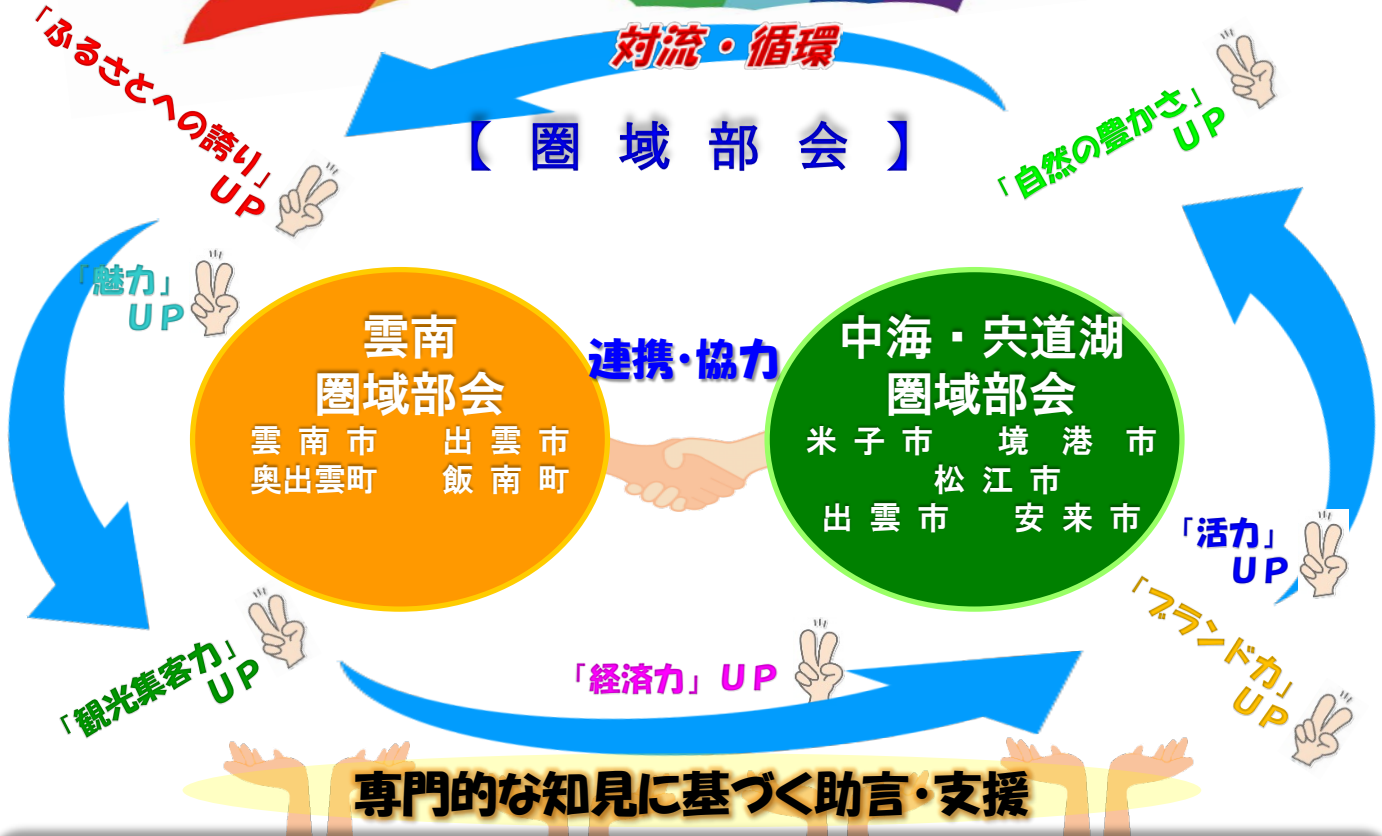 対流・循環
「ふるさとへの誇り」
UP
【圏域部会】
「自然の豊かさ」
UP
「魅力」
UP
雲南
圏域部会
雲南市 出雲市
奥出雲町 飯南町
連携・協力
中海・宍道湖
圏域部会
米子市 境港市
松江市
出雲市 安来市
「活力」
UP
「ブランド力」
UP
「観光集客力」
UP
「経済力」UP
専門的な知見に基づく助言・支援